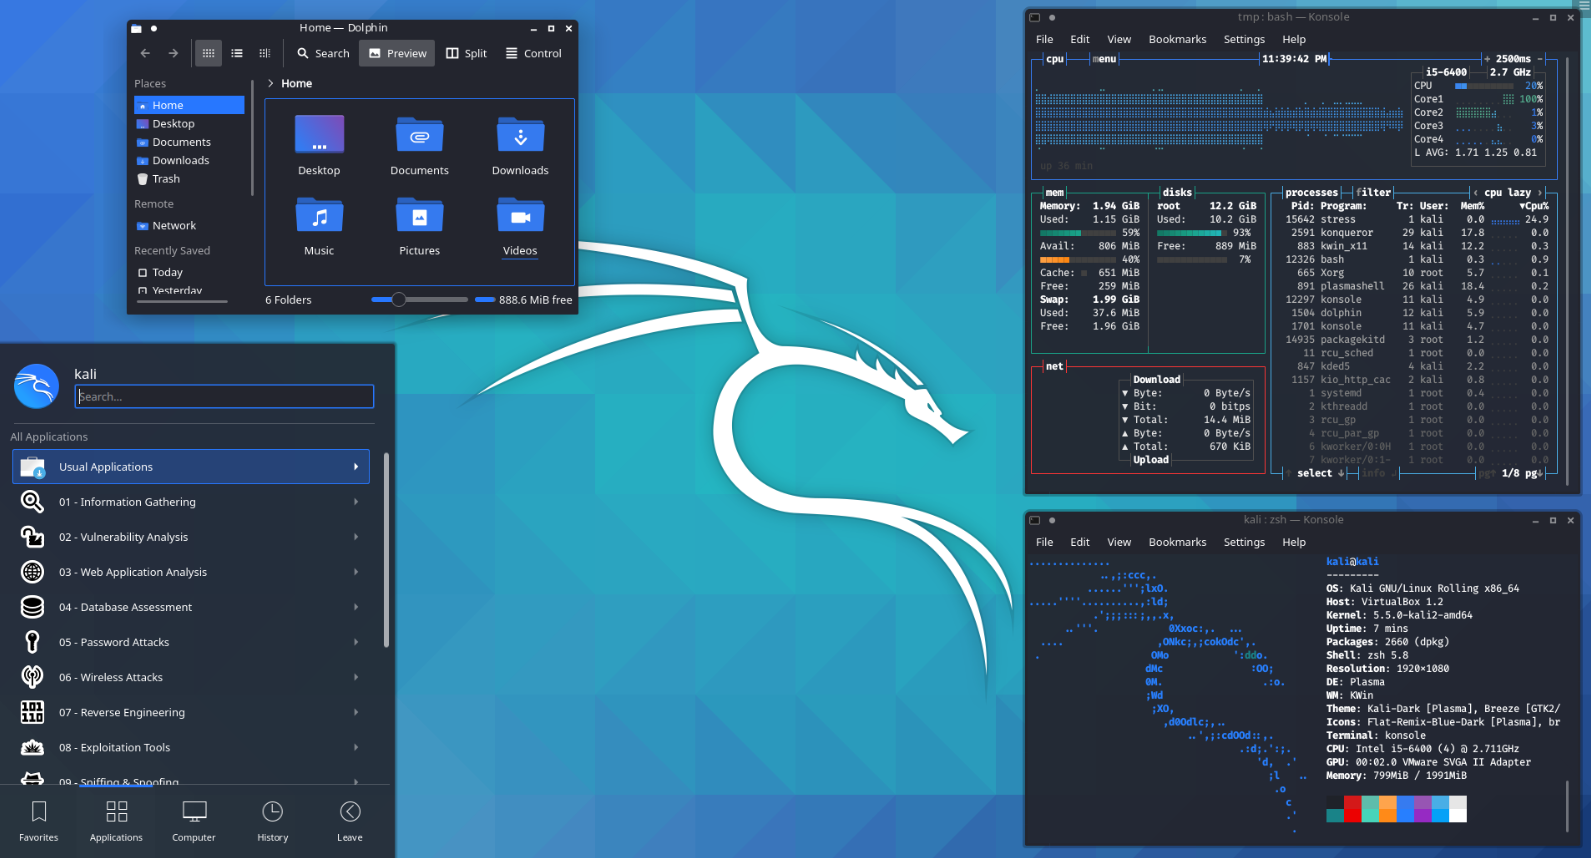 Home — Dolphin
Search Preview Split Control
Places
Home
Desktop
Documents
Downloads
Trash
Remote
Network
Recently Saved
Today
Yesterday
Home
Desktop Documents Downloads
Music Pictures Videos
6 Folders 888.6 MiB free
kali
Search...
All Applications
Usual Applications
01 - Information Gathering
02 - Vulnerability Analysis
03 - Web Application Analysis
04 - Database Assessment
05 - Password Attacks
06 - Wireless Attacks
07 - Reverse Engineering
08 - Exploitation Tools
09 - Sniffing & Spoofing
Favorites Applications Computer History Leave
tmp : bash — Konsole
File Edit View Bookmarks Settings Help
cpu menu 11:39:42 PM + 2500ms -
i5-6400 2.7 GHz
CPU 20%
Core1 100%
Core2 1%
Core3 3%
Core4 0%
L AVG: 1.71 1.25 0.81
up 36 min
mem
Memory: 1.94 GiB
Used: 1.15 GiB
59%
Avail: 806 MiB
40%
Cache: 651 MiB
Free: 259 MiB
Swap: 1.99 GiB
Used: 37.6 MiB
Free: 1.96 GiB
disks
root 12.2 GiB
Used: 10.2 GiB
93%
Free: 889 MiB
7%
net
Download
▼ Byte: 0 Byte/s
▼ Bit: 0 bitps
▼ Total: 14.4 MiB
▲ Byte: 0 Byte/s
▲ Total: 670 KiB
Upload
processes filter ‹ cpu lazy ›
Pid: Program: Tr: User: Mem% ▼Cpu%
15642 stress 1 kali 0.0 24.9
2591 konqueror 29 kali 17.8 0.0
883 kwin_x11 14 kali 12.2 0.3
12326 bash 1 kali 0.3 0.9
665 Xorg 10 root 5.7 0.1
891 plasmashell 26 kali 18.4 0.2
12297 konsole 11 kali 4.9 0.0
1504 dolphin 12 kali 5.9 0.0
1701 konsole 11 kali 4.7 0.0
14935 packagekitd 3 root 1.2 0.0
11 rcu_sched 1 root 0.0 0.0
847 kded5 4 kali 2.2 0.0
1157 kio_http_cac 2 kali 0.8 0.0
1 systemd 1 root 0.4 0.0
2 kthreadd 1 root 0.0 0.0
3 rcu_gp 1 root 0.0 0.0
4 rcu_par_gp 1 root 0.0 0.0
6 kworker/0:0H 1 root 0.0 0.0
7 kworker/0:1- 1 root 0.0 0.0
↑ select ↓ info pg↑ 1/8 pg↓
kali : zsh — Konsole
File Edit View Bookmarks Settings Help
kali@kali
---------
OS: Kali GNU/Linux Rolling x86_64
Host: VirtualBox 1.2
Kernel: 5.5.0-kali2-amd64
Uptime: 7 mins
Packages: 2660 (dpkg)
Shell: zsh 5.8
Resolution: 1920x1080
DE: Plasma
WM: KWin
Theme: Kali-Dark [Plasma], Breeze [GTK2/
Icons: Flat-Remix-Blue-Dark [Plasma], br
Terminal: konsole
CPU: Intel i5-6400 (4) @ 2.711GHz
GPU: 00:02.0 VMware SVGA II Adapter
Memory: 799MiB / 1991MiB